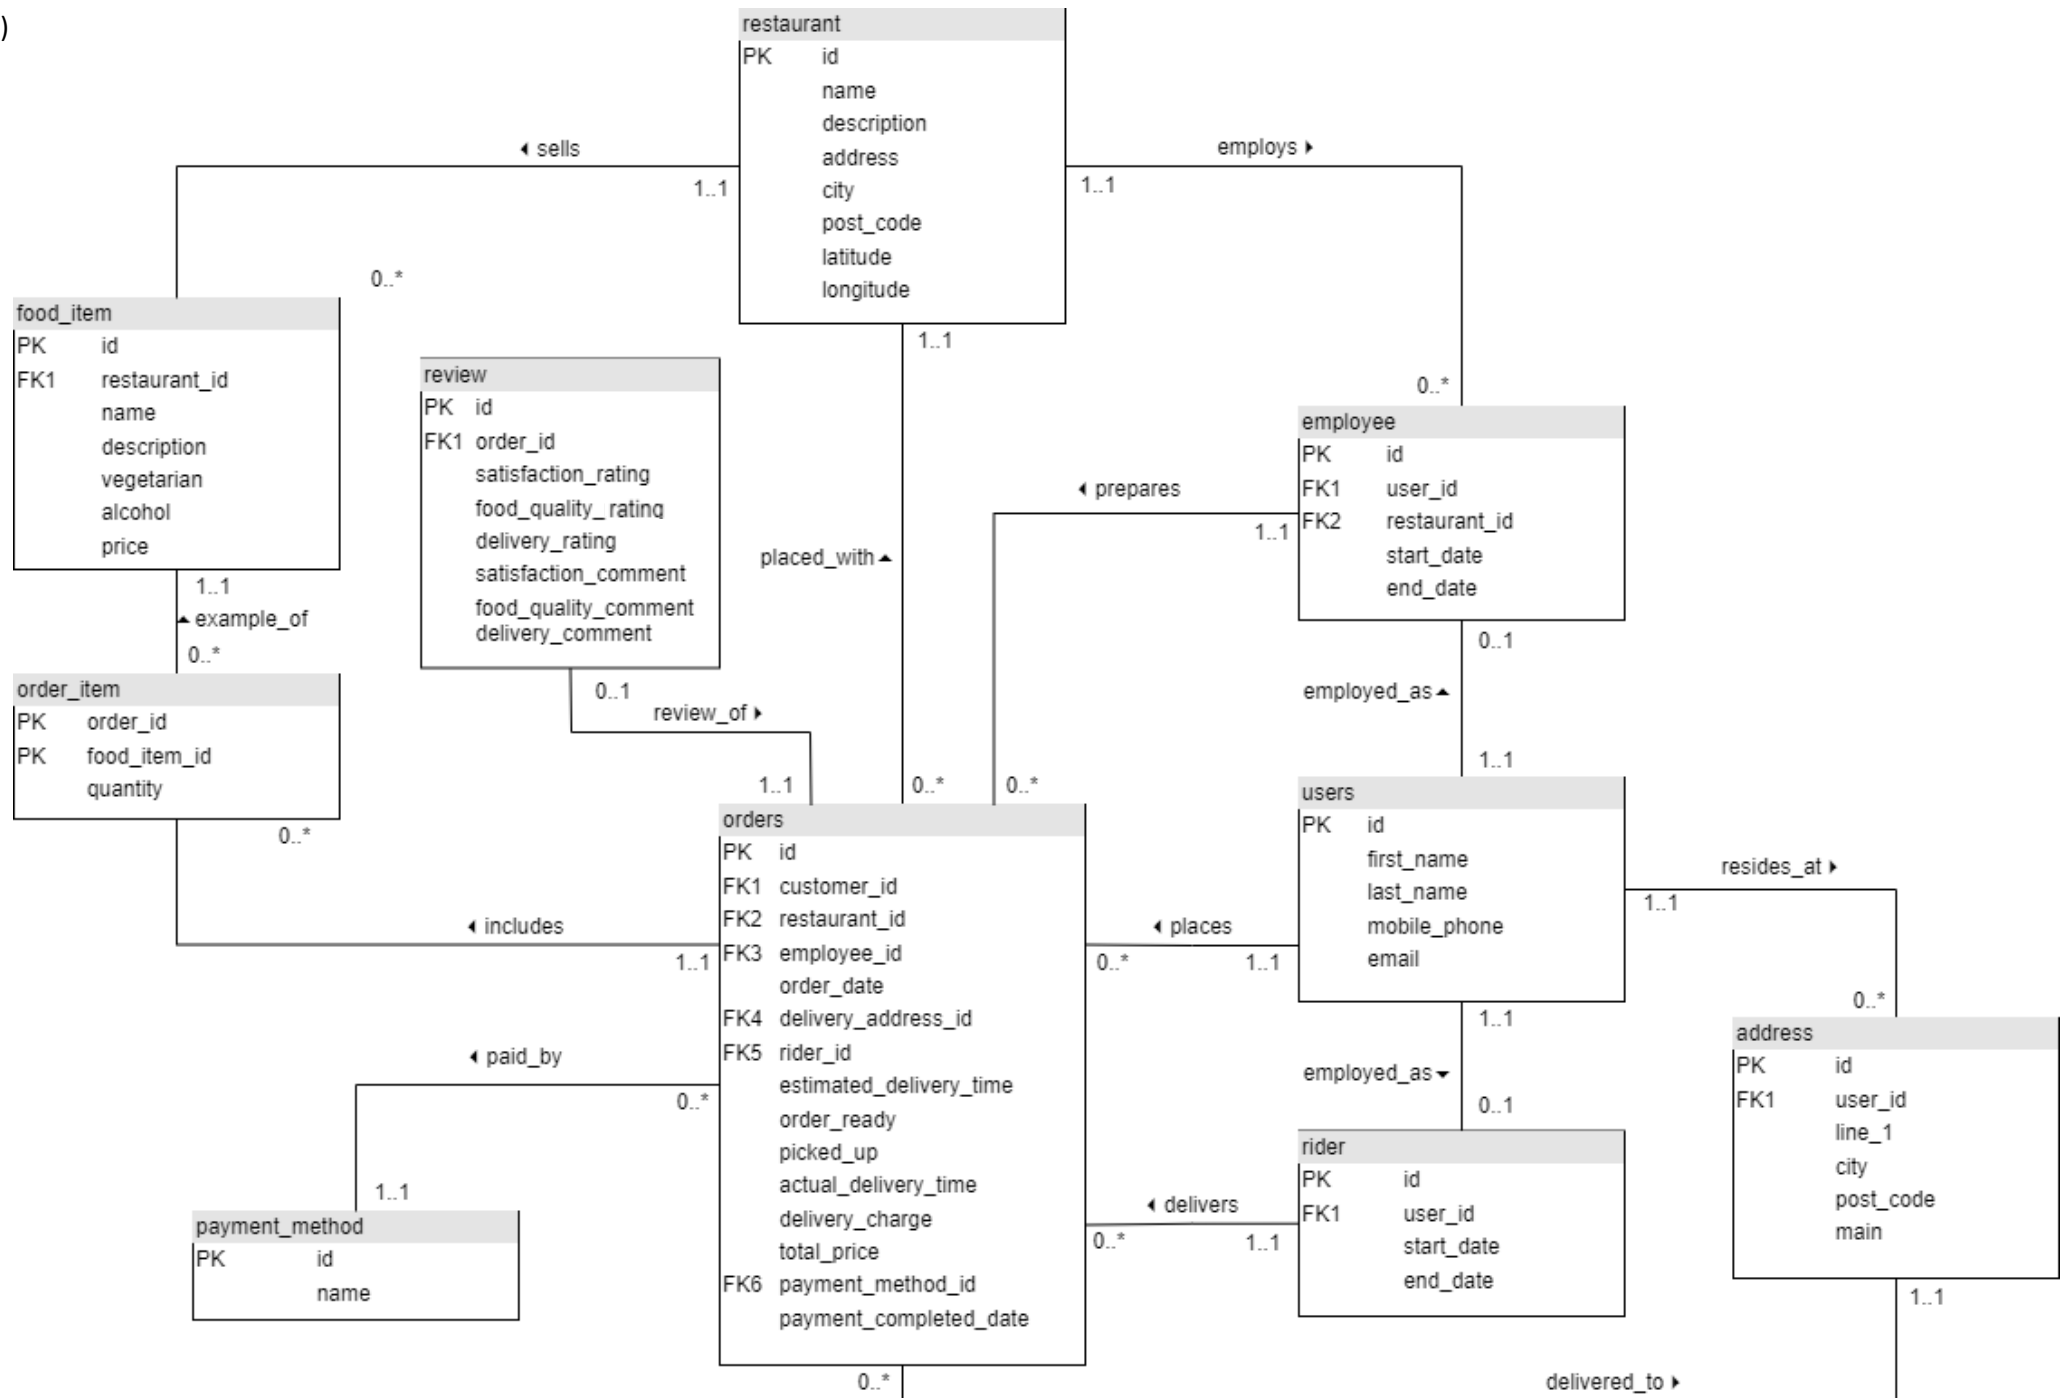 )
restaurant
PK id
name
description
address
city
post_code
latitude
longitude
sells
1..1
0..*
employs
1..1
0..*
1..1
food_item
PK id
FK1 restaurant_id
name
description
vegetarian
alcohol
price
1..1
example_of
0..*
review
PK id
FK1 order_id
satisfaction_rating
food_quality_rating
delivery_rating
satisfaction_comment
food_quality_comment
delivery_comment
0..1
review_of
1..1
placed_with
0..*
prepares
1..1
0..*
employee
PK id
FK1 user_id
FK2 restaurant_id
start_date
end_date
0..1
employed_as
1..1
order_item
PK order_id
PK food_item_id
quantity
0..*
includes
1..1
orders
PK id
FK1 customer_id
FK2 restaurant_id
FK3 employee_id
order_date
FK4 delivery_address_id
FK5 rider_id
estimated_delivery_time
order_ready
picked_up
actual_delivery_time
delivery_charge
total_price
FK6 payment_method_id
payment_completed_date
0..*
users
PK id
first_name
last_name
mobile_phone
email
places
0..*
1..1
resides_at
1..1
0..*
1..1
employed_as
0..1
address
PK id
FK1 user_id
line_1
city
post_code
main
1..1
paid_by
0..*
1..1
payment_method
PK id
name
rider
PK id
FK1 user_id
start_date
end_date
delivers
0..*
1..1
delivered_to